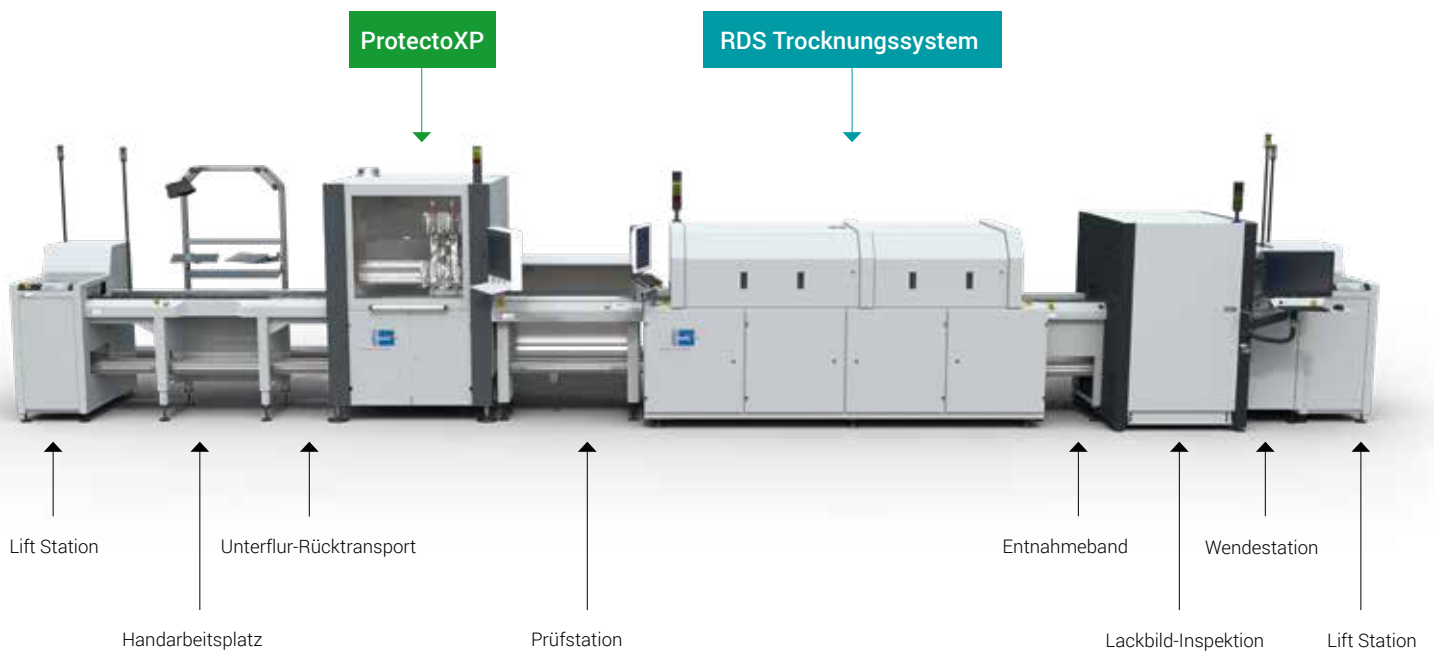 ProtectoXP
RDS Trocknungssystem
Lift Station
Unterflur-Rücktransport
Entnahmeband
Wendestation
Handarbeitsplatz
Prüfstation
Lackbild-Inspektion
Lift Station